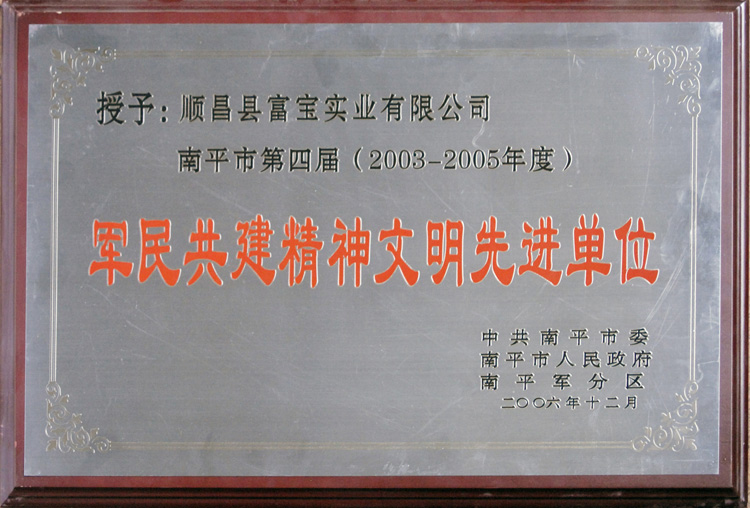 授予：顺昌县富宝实业有限公司
南平市第四届（2003-2005年度）
军民共建精神文明先进单位
中共南平市委
南平市人民政府
南平军分区
二〇〇六年十二月